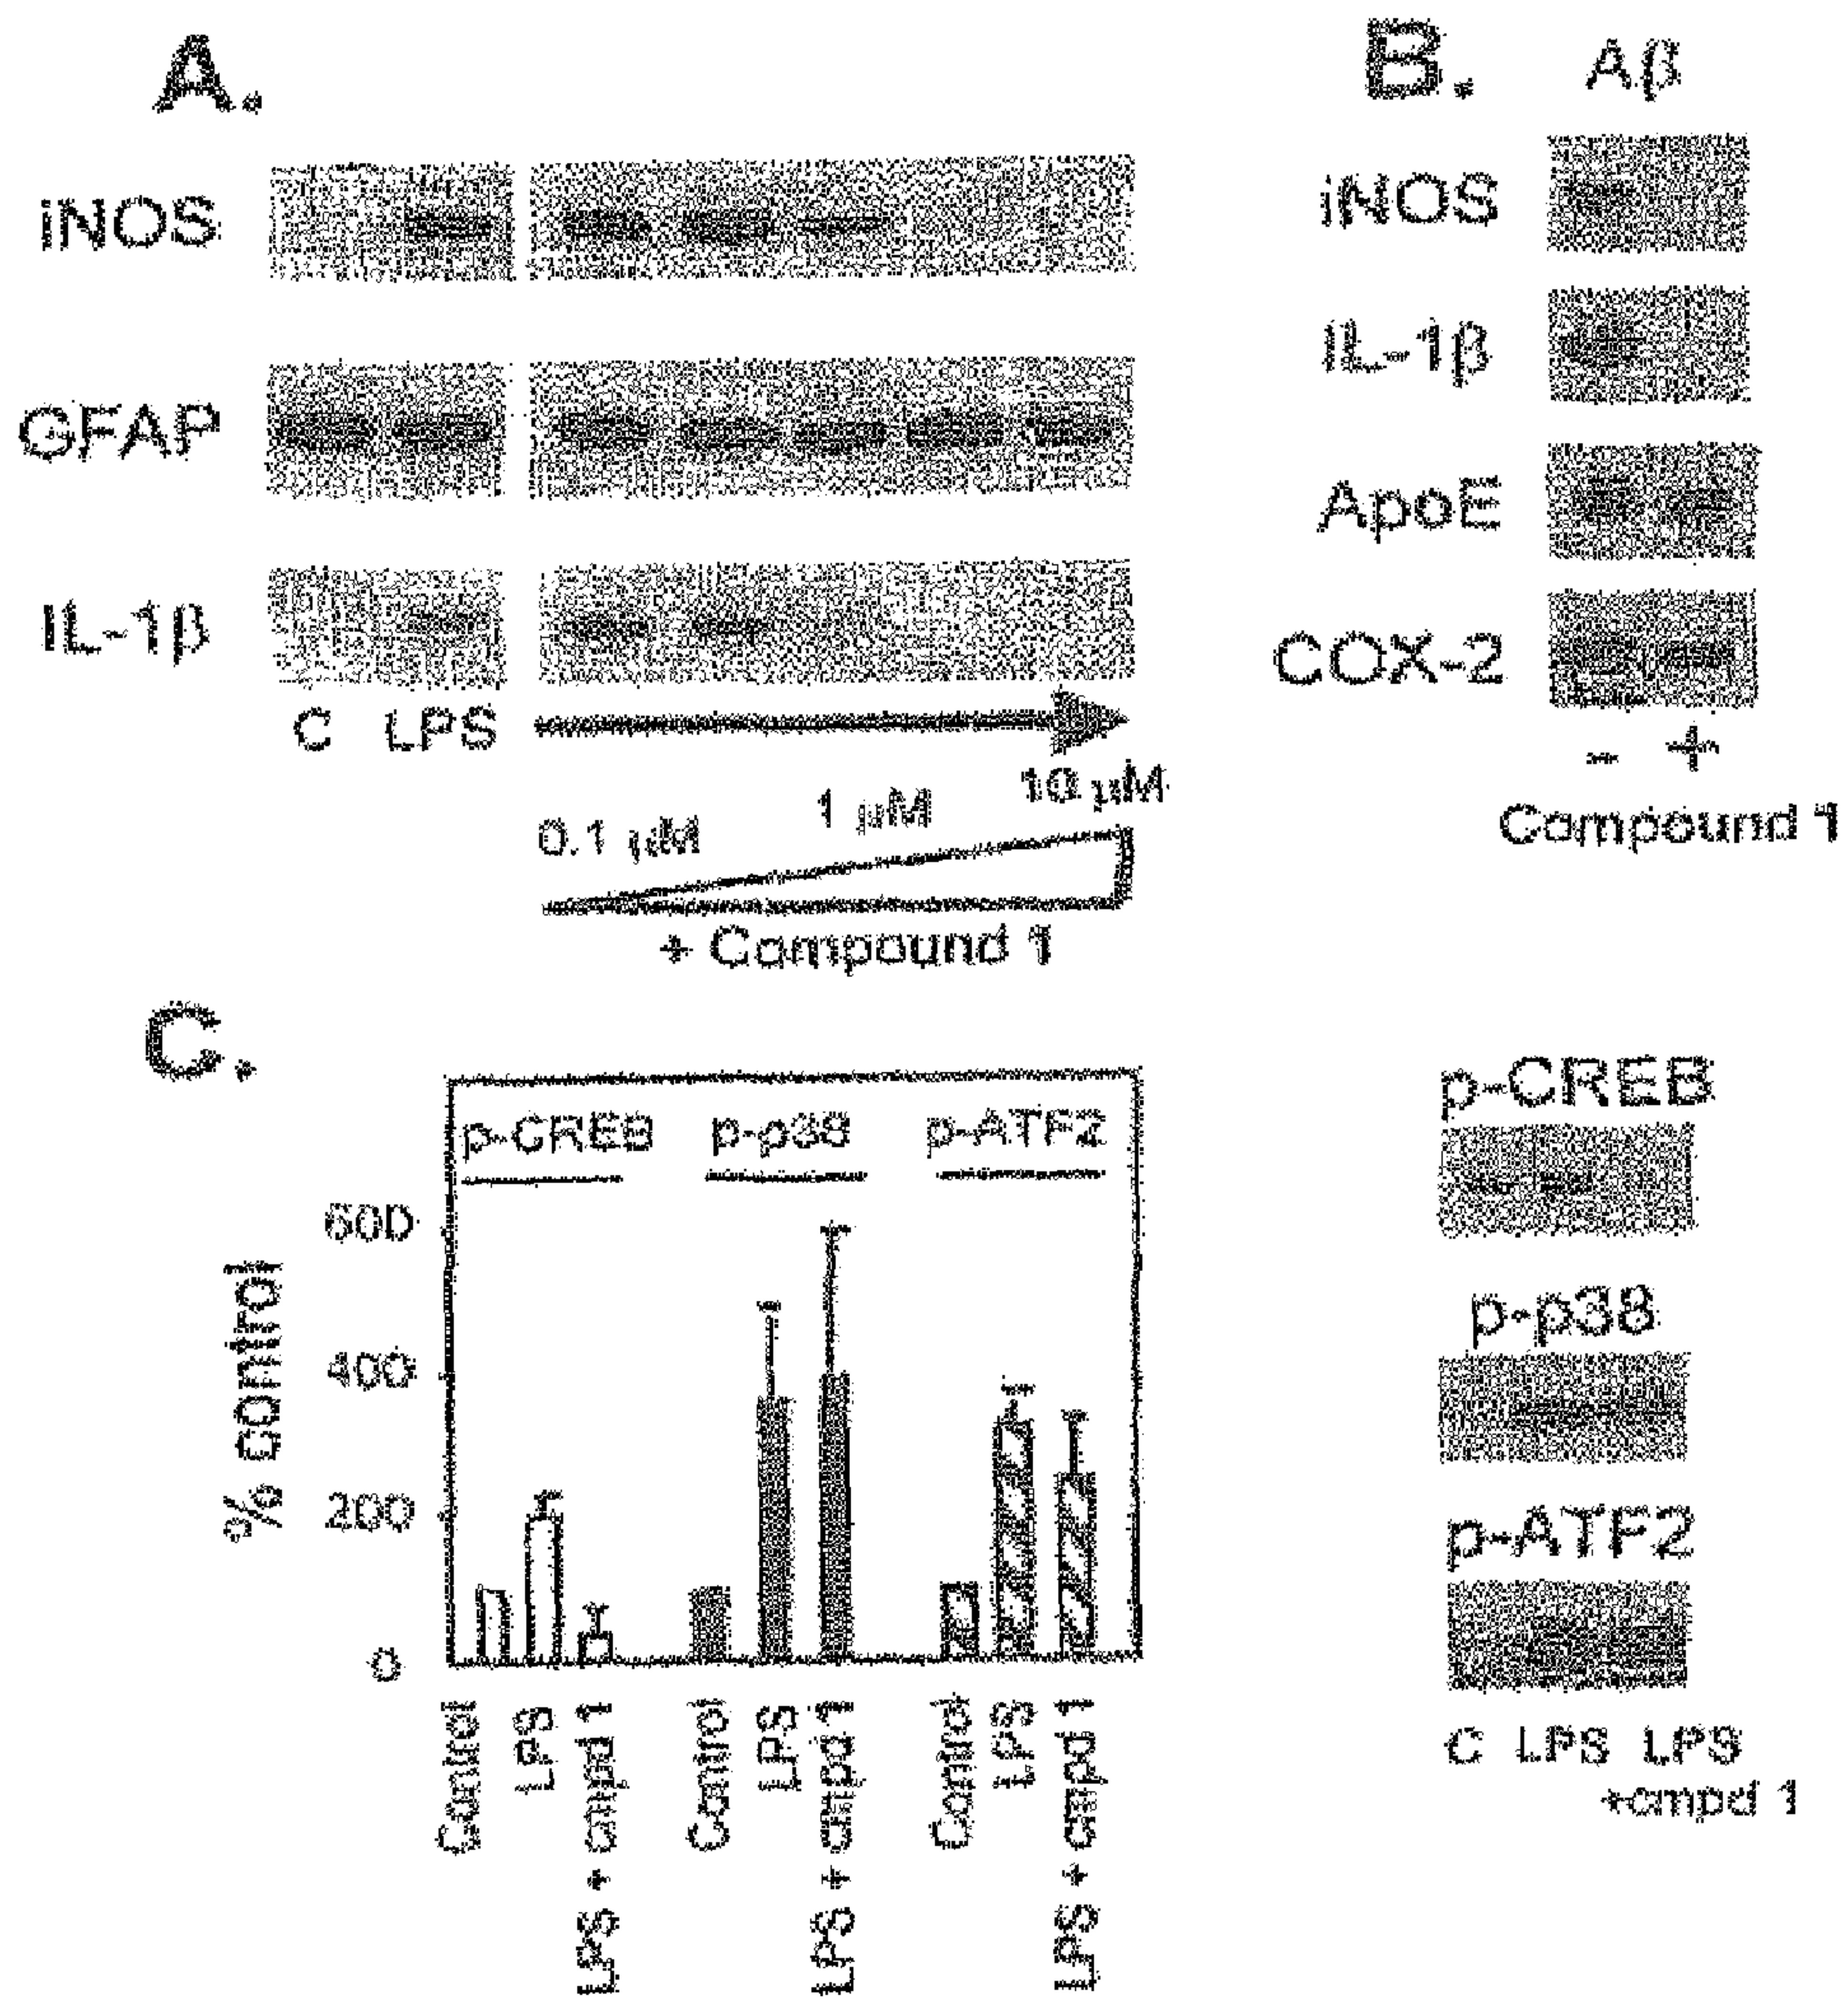 A.
iNOS
GFAP
IL-1β
C LPS
0.1 µM
1 µM
10 µM
+ Compound 1
B.
Aβ
iNOS
IL-1β
ApoE
COX-2
- +
Compound 1
C.
p-CREB p-p38 p-ATF2
% control
600
400
200
0
Control
LPS
LPS + cmpd 1
Control
LPS
LPS + cmpd 1
Control
LPS
LPS + cmpd 1
p-CREB
p-p38
p-ATF2
C LPS LPS
+cmpd 1